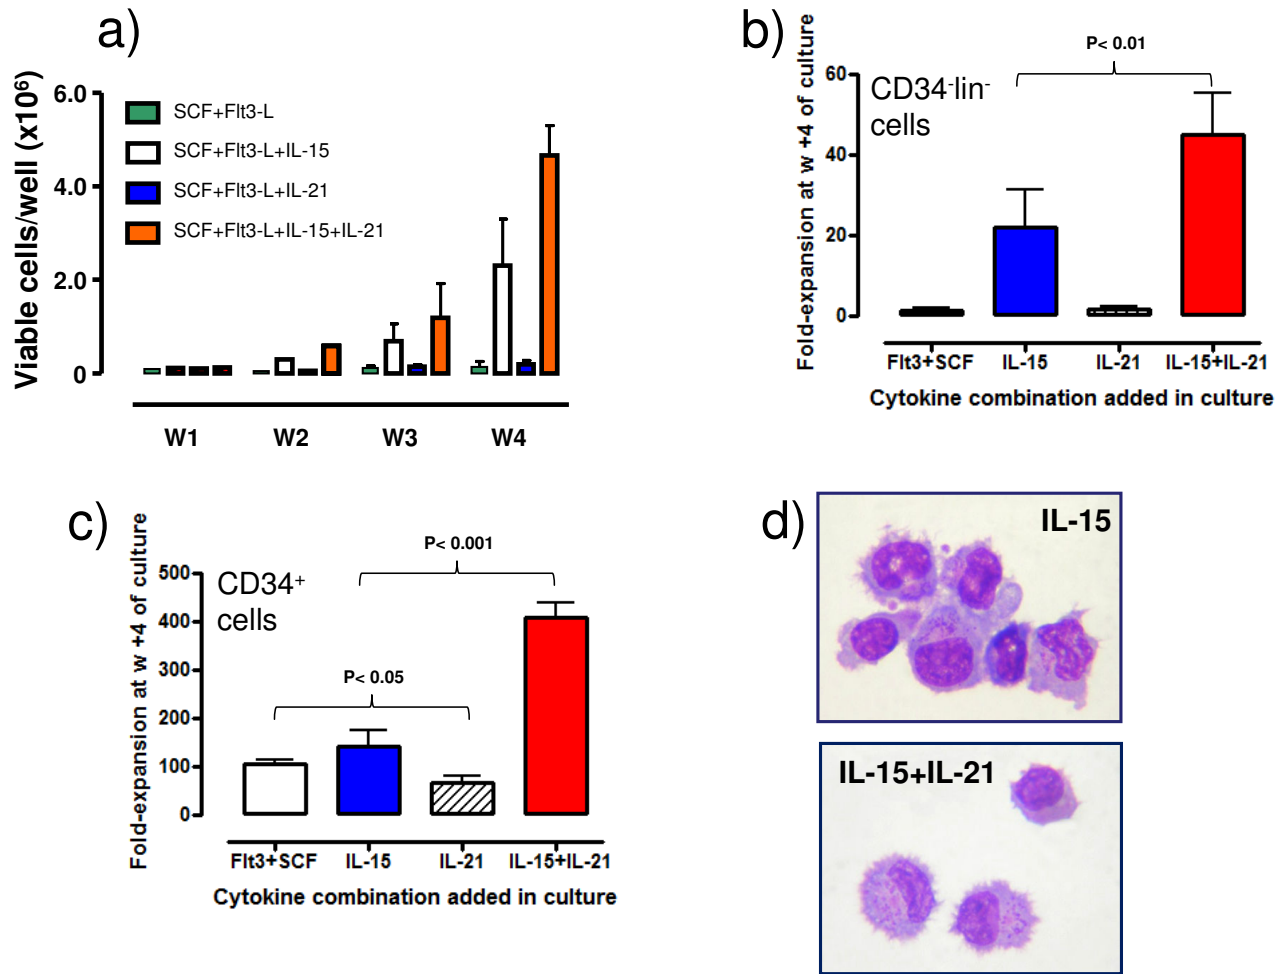 a)
Viable cells/well (x10⁶)
6.0
4.0
2.0
0
SCF+Flt3-L
SCF+Flt3-L+IL-15
SCF+Flt3-L+IL-21
SCF+Flt3-L+IL-15+IL-21
W1 W2 W3 W4
b)
Fold-expansion at w +4 of culture
P< 0.01
CD34⁻lin⁻
cells
60
40
20
0
Flt3+SCF IL-15 IL-21 IL-15+IL-21
Cytokine combination added in culture
c)
Fold-expansion at w +4 of culture
P< 0.001
CD34⁺
cells
P< 0.05
500
400
300
200
100
0
Flt3+SCF IL-15 IL-21 IL-15+IL-21
Cytokine combination added in culture
d)
IL-15
IL-15+IL-21